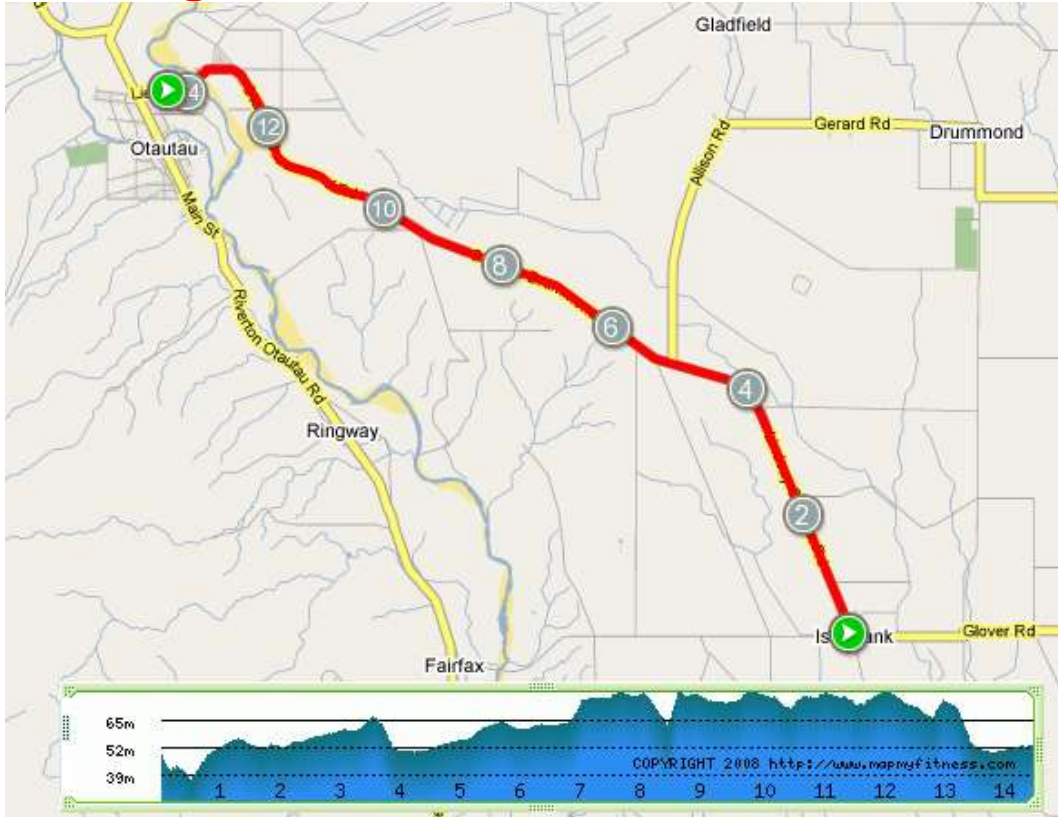 Gladfield
Gerard Rd
Drummond
Allison Rd
4
12
Otautau
10
Main St
8
6
Riverton Otautau Rd
4
Ringway
2
Glover Rd
Fairfax
65m
52m
39m
COPYRIGHT 2008 http://www.mapmyfitness.com
1 2 3 4 5 6 7 8 9 10 11 12 13 14